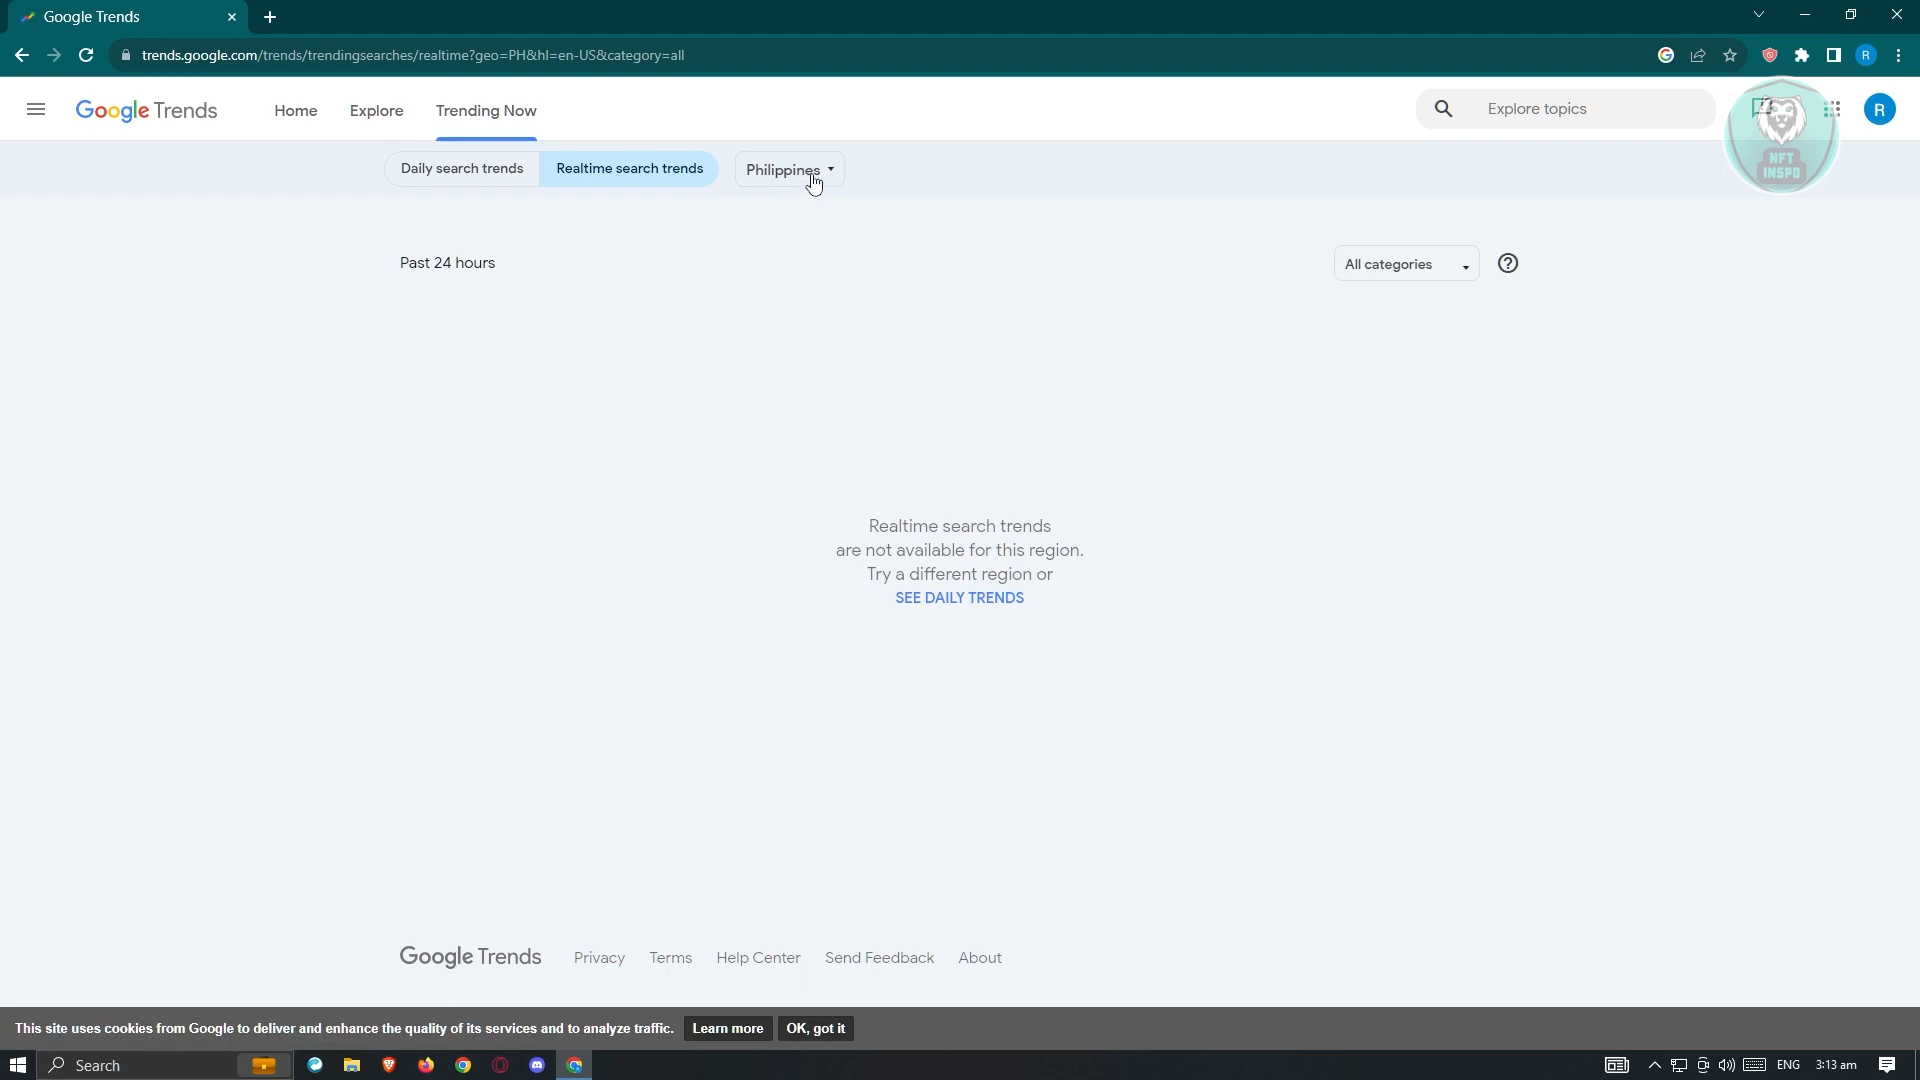 Google Trends
trends.google.com/trends/trendingsearches/realtime?geo=PH&hl=en-US&category=all
R
Google Trends
Home
Explore
Trending Now
Explore topics
R
NFT
INSPO
Daily search trends
Realtime search trends
Philippines
Past 24 hours
All categories
Realtime search trends
are not available for this region.
Try a different region or
SEE DAILY TRENDS
Google Trends
Privacy
Terms
Help Center
Send Feedback
About
This site uses cookies from Google to deliver and enhance the quality of its services and to analyze traffic.
Learn more
OK, got it
Search
ENG
3:13 am